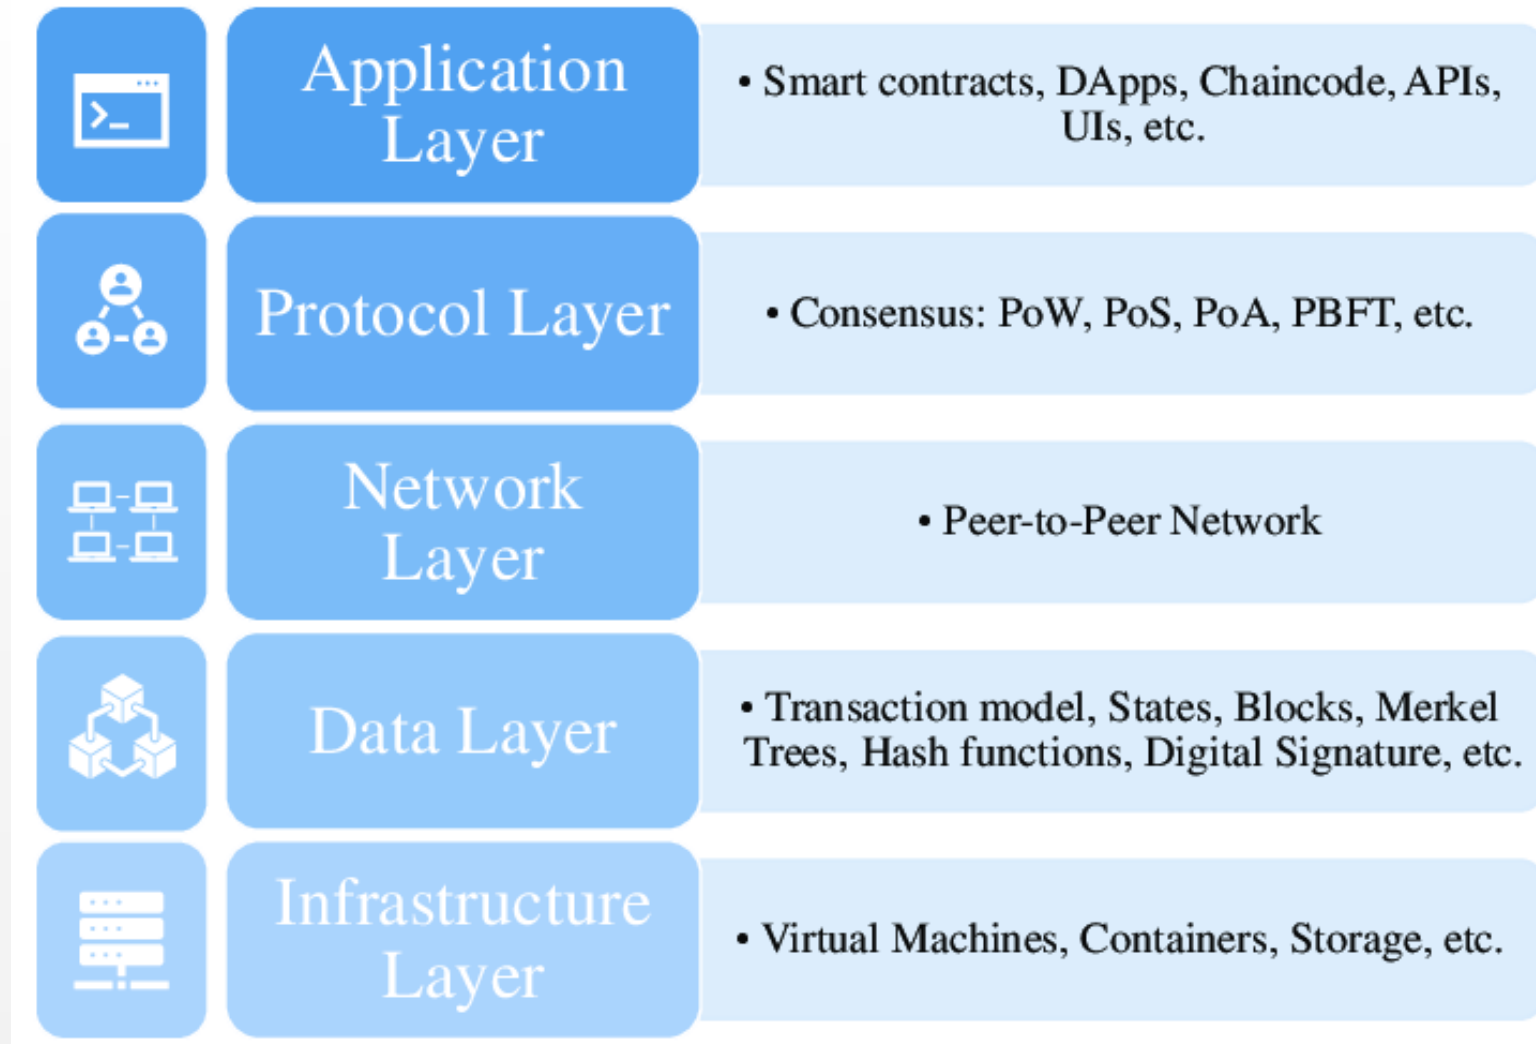 Application
Layer
• Smart contracts, DApps, Chaincode, APIs,
UIs, etc.
Protocol Layer
• Consensus: PoW, PoS, PoA, PBFT, etc.
Network
Layer
• Peer-to-Peer Network
Data Layer
• Transaction model, States, Blocks, Merkel
Trees, Hash functions, Digital Signature, etc.
Infrastructure
Layer
• Virtual Machines, Containers, Storage, etc.